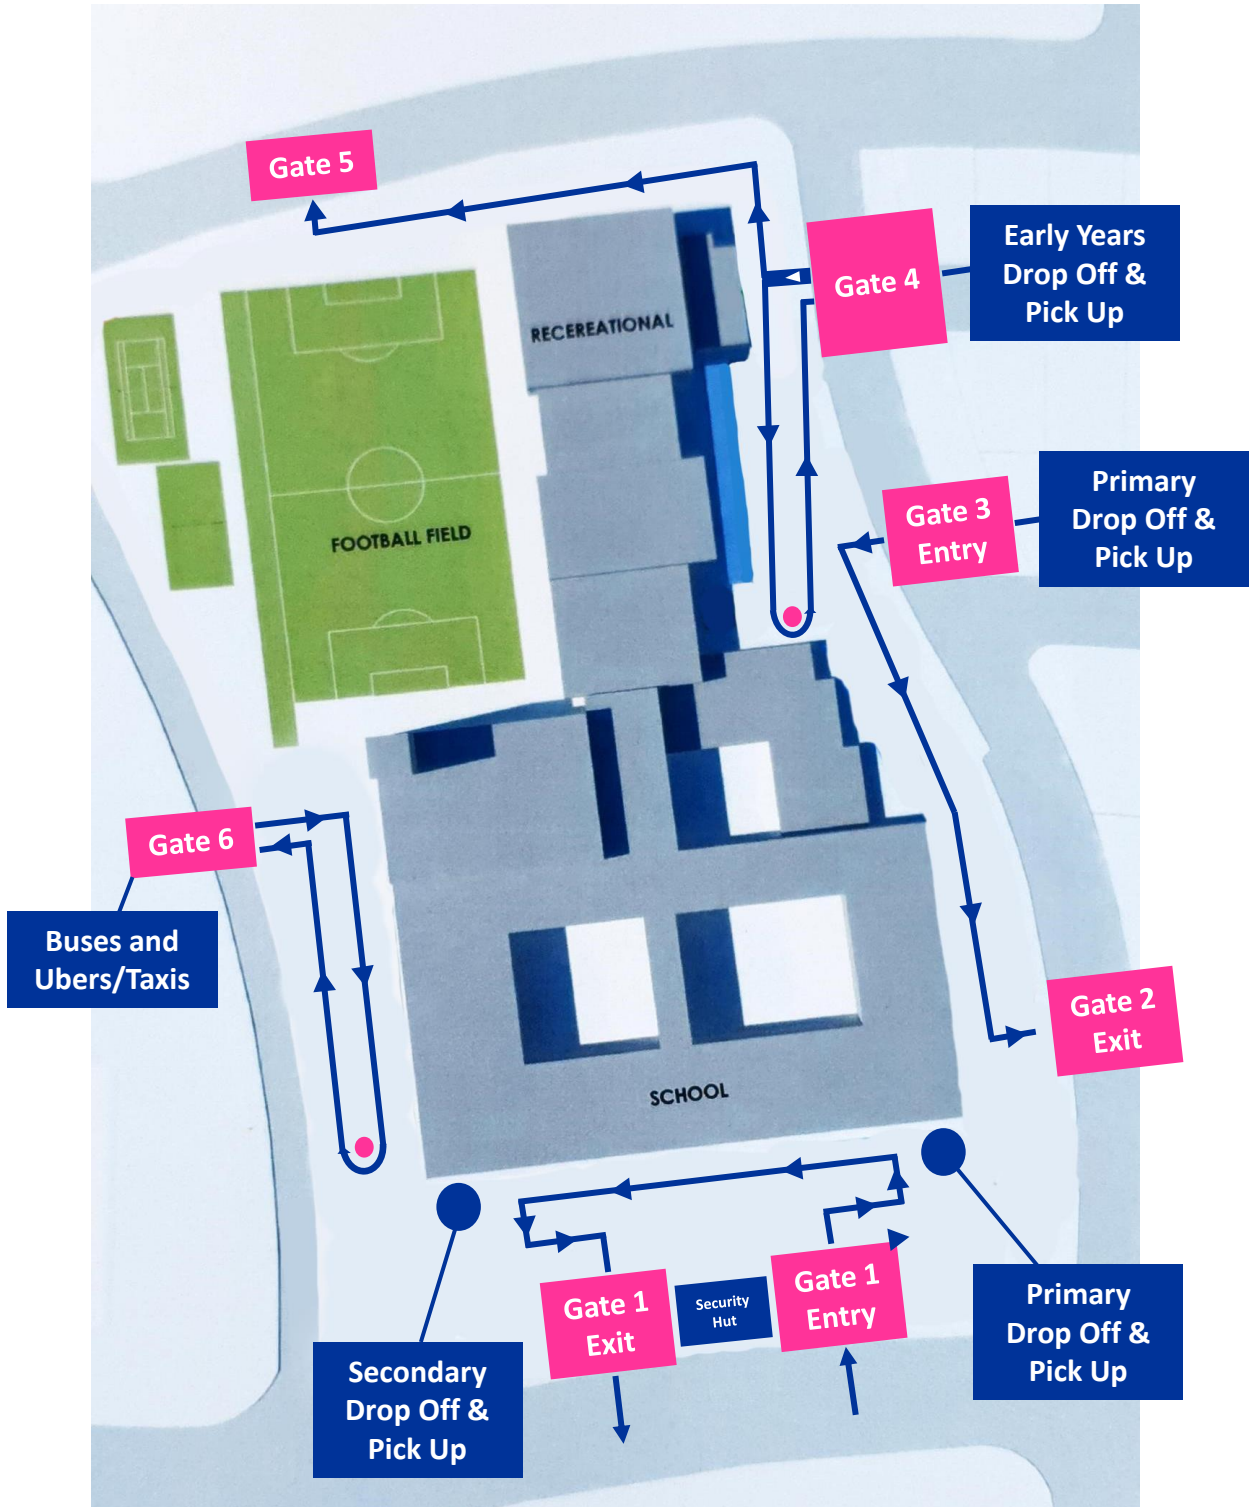 Gate 5
Early Years
Drop Off &
Pick Up
Gate 4
RECEREATIONAL
Primary
Drop Off &
Pick Up
Gate 3
Entry
FOOTBALL FIELD
Gate 6
Buses and
Ubers/Taxis
Gate 2
Exit
SCHOOL
Gate 1
Exit
Security
Hut
Gate 1
Entry
Primary
Drop Off &
Pick Up
Secondary
Drop Off &
Pick Up